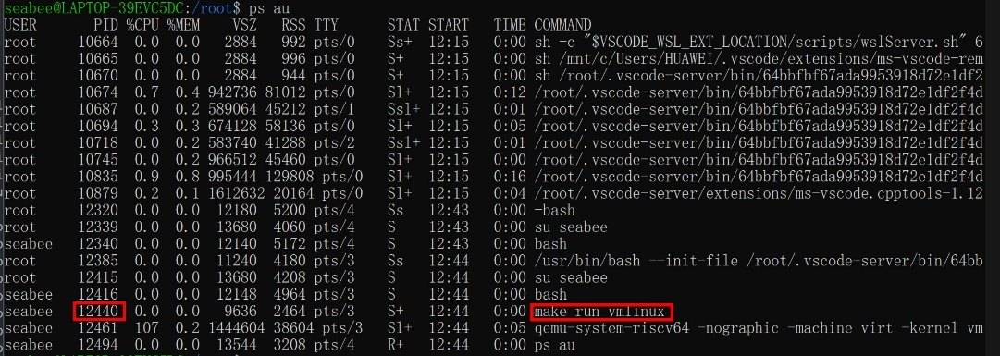 seabee@LAPTOP-39EVC5DC:/root$ ps au
USER PID %CPU %MEM VSZ RSS TTY STAT START TIME COMMAND
root 10664 0.0 0.0 2884 992 pts/0 Ss+ 12:15 0:00 sh -c "$VSCODE_WSL_EXT_LOCATION/scripts/wslServer.sh" 6
root 10665 0.0 0.0 2884 996 pts/0 S+ 12:15 0:00 sh /mnt/c/Users/HUAWEI/.vscode/extensions/ms-vscode-rem
root 10670 0.0 0.0 2884 944 pts/0 S+ 12:15 0:00 sh /root/.vscode-server/bin/64bbfbf67ada9953918d72e1df2
root 10674 0.7 0.4 942736 81012 pts/0 Sl+ 12:15 0:12 /root/.vscode-server/bin/64bbfbf67ada9953918d72e1df2f4d
root 10687 0.0 0.2 589064 45212 pts/1 Ssl+ 12:15 0:01 /root/.vscode-server/bin/64bbfbf67ada9953918d72e1df2f4d
root 10694 0.3 0.3 674128 58136 pts/0 Sl+ 12:15 0:05 /root/.vscode-server/bin/64bbfbf67ada9953918d72e1df2f4d
root 10718 0.0 0.2 583740 41288 pts/2 Ssl+ 12:15 0:01 /root/.vscode-server/bin/64bbfbf67ada9953918d72e1df2f4d
root 10745 0.0 0.2 966512 45460 pts/0 Sl+ 12:15 0:00 /root/.vscode-server/bin/64bbfbf67ada9953918d72e1df2f4d
root 10835 0.9 0.8 995444 129808 pts/0 Sl+ 12:15 0:16 /root/.vscode-server/bin/64bbfbf67ada9953918d72e1df2f4d
root 10879 0.2 0.1 1612632 20164 pts/0 Sl+ 12:15 0:04 /root/.vscode-server/extensions/ms-vscode.cpptools-1.12
root 12320 0.0 0.0 12180 5200 pts/4 Ss 12:43 0:00 -bash
root 12339 0.0 0.0 13680 4060 pts/4 S 12:43 0:00 su seabee
seabee 12340 0.0 0.0 12140 5172 pts/4 S 12:43 0:00 bash
root 12385 0.0 0.0 11240 4180 pts/3 Ss 12:44 0:00 /usr/bin/bash --init-file /root/.vscode-server/bin/64bb
root 12415 0.0 0.0 13680 4208 pts/3 S 12:44 0:00 su seabee
seabee 12416 0.0 0.0 12148 4964 pts/3 S 12:44 0:00 bash
seabee 12440 0.0 0.0 9636 2464 pts/3 S+ 12:44 0:00 make run vmlinux
seabee 12461 107 0.2 1444604 38604 pts/3 Sl+ 12:44 0:05 qemu-system-riscv64 -nographic -machine virt -kernel vm
seabee 12494 0.0 0.0 13544 3208 pts/4 R+ 12:44 0:00 ps au